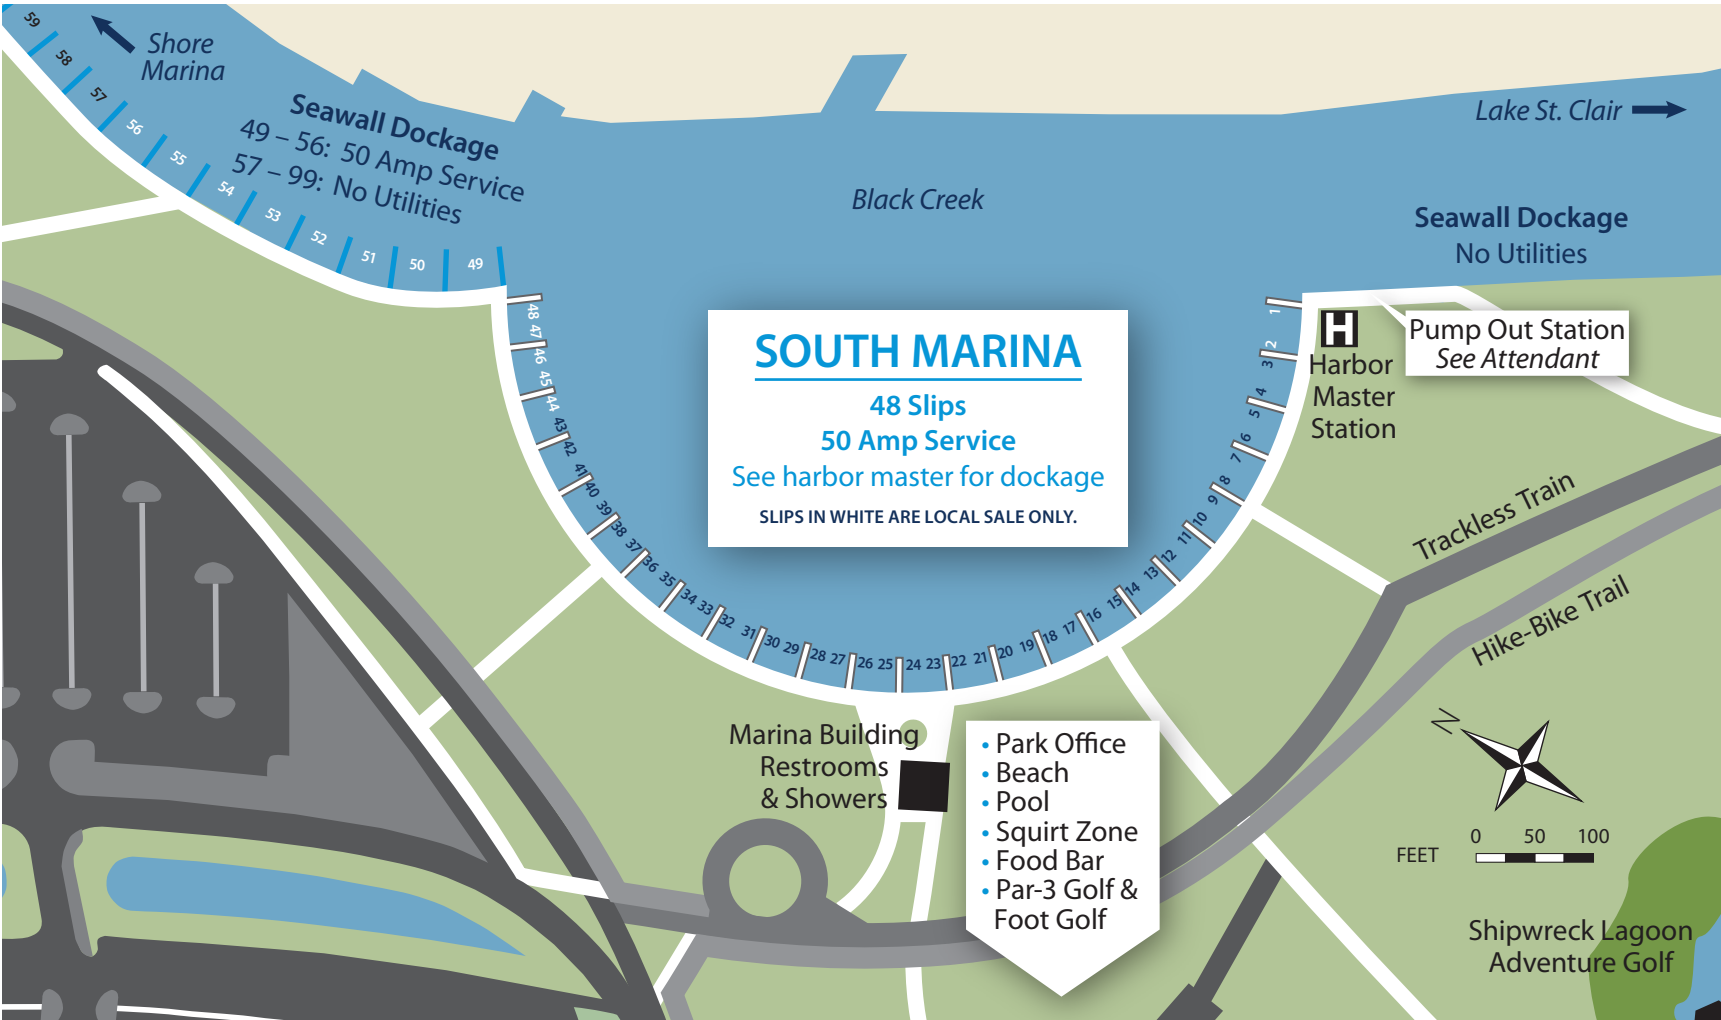 Shore
Marina
Seawall Dockage
49 – 56: 50 Amp Service
57 – 99: No Utilities
Black Creek
Lake St. Clair
Seawall Dockage
No Utilities
59
58
57
56
55
54
53
52
51
50
49
48
47
46
45
44
43
42
41
40
39
38
37
36
35
34
33
32
31
30
29
28
27
26
25
24
23
22
21
20
19
18
17
16
15
14
13
12
11
10
9
8
7
6
5
4
3
2
1
SOUTH MARINA
48 Slips
50 Amp Service
See harbor master for dockage
SLIPS IN WHITE ARE LOCAL SALE ONLY.
H
Harbor
Master
Station
Pump Out Station
See Attendant
Trackless Train
Hike-Bike Trail
Marina Building
Restrooms
& Showers
• Park Office
• Beach
• Pool
• Squirt Zone
• Food Bar
• Par-3 Golf &
Foot Golf
N
0 50 100
FEET
Shipwreck Lagoon
Adventure Golf